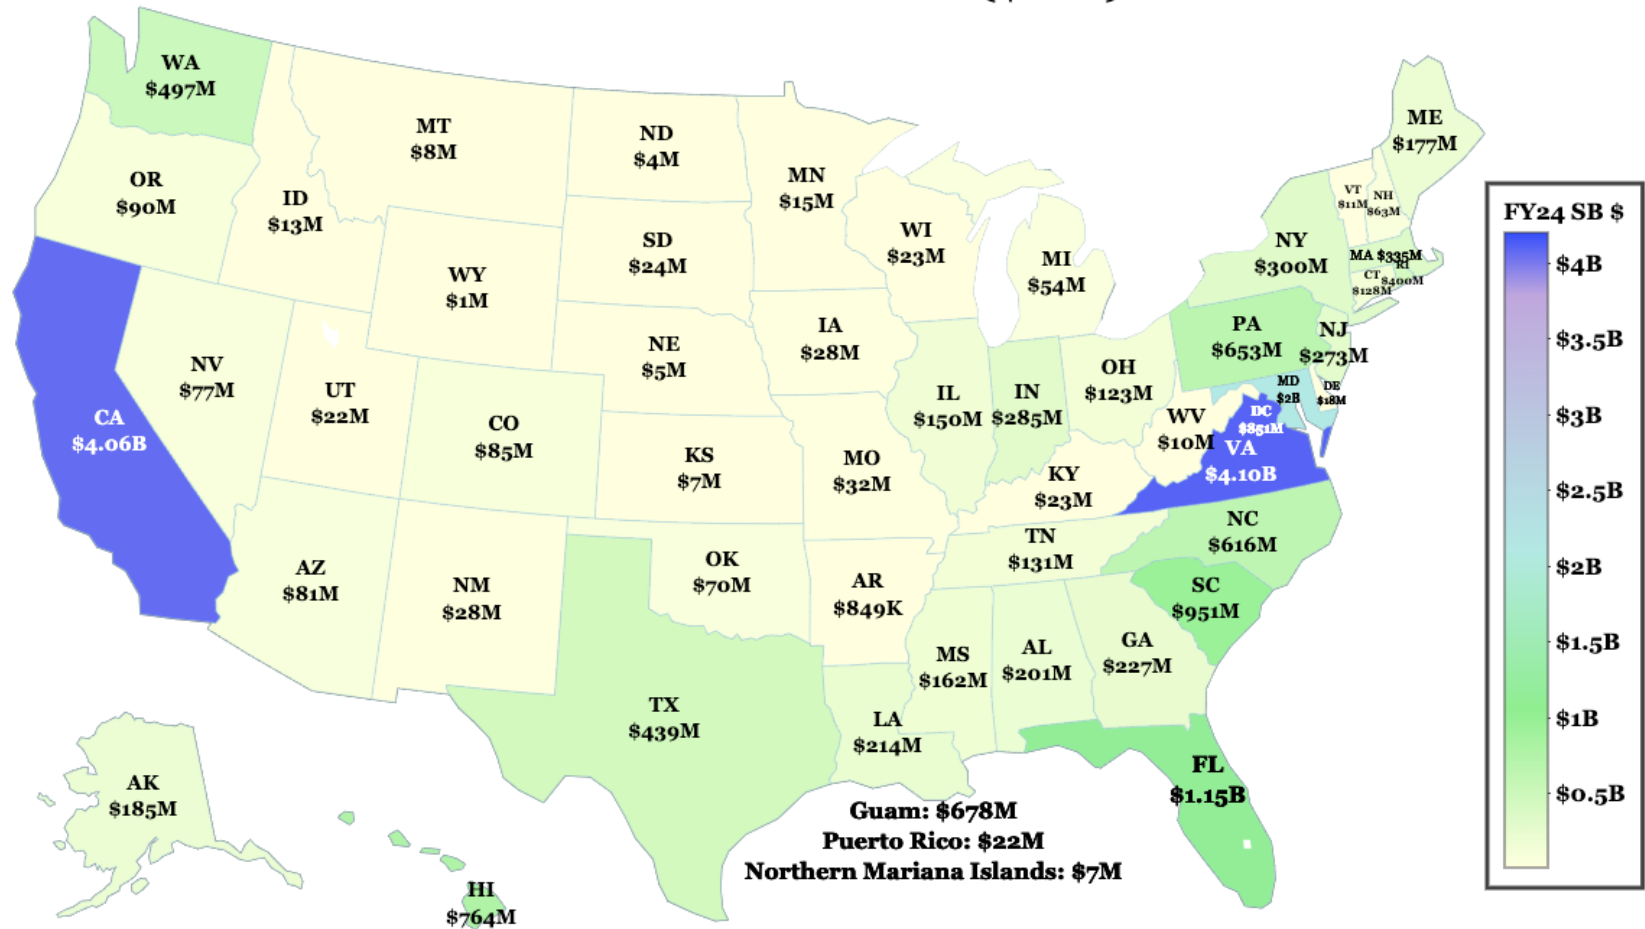 WA
$497M
OR
$90M
CA
$4.06B
ID
$13M
NV
$77M
MT
$8M
WY
$1M
UT
$22M
AZ
$81M
CO
$85M
NM
$28M
ND
$4M
SD
$24M
NE
$5M
KS
$7M
OK
$70M
TX
$439M
MN
$15M
IA
$28M
MO
$32M
AR
$849K
LA
$214M
WI
$23M
IL
$150M
MI
$54M
IN
$285M
OH
$123M
KY
$23M
TN
$131M
MS
$162M
AL
$201M
GA
$227M
FL
$1.15B
SC
$951M
NC
$616M
VA
$4.10B
WV
$10M
DC
$851M
MD
$2B
DE
$18M
PA
$653M
NJ
$273M
NY
$300M
CT
$128M
RI
$400M
MA $335M
VT
$11M
NH
$63M
ME
$177M
AK
$185M
HI
$764M
Guam: $678M
Puerto Rico: $22M
Northern Mariana Islands: $7M
FY24 SB $
$4B
$3.5B
$3B
$2.5B
$2B
$1.5B
$1B
$0.5B